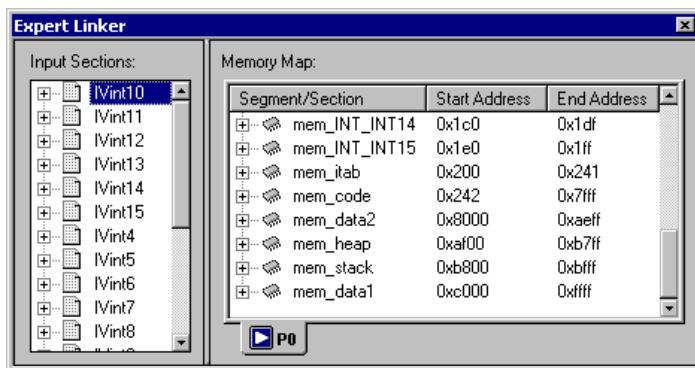 Expert Linker
Input Sections:
IVint10
IVint11
IVint12
IVint13
IVint14
IVint15
IVint4
IVint5
IVint6
IVint7
IVint8
Memory Map:
Segment/Section Start Address End Address
mem_INT_INT14 0x1c0 0x1df
mem_INT_INT15 0x1e0 0x1ff
mem_itab 0x200 0x241
mem_code 0x242 0x7fff
mem_data2 0x8000 0xaeff
mem_heap 0xaf00 0xb7ff
mem_stack 0xb800 0xbfff
mem_data1 0xc000 0xffff
P0